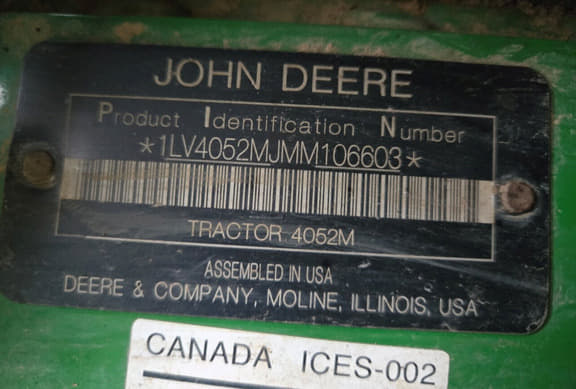 JOHN DEERE
Product Identification Number
*1LV4052MJMM106603*
TRACTOR 4052M
ASSEMBLED IN USA
DEERE & COMPANY, MOLINE, ILLINOIS, USA
CANADA ICES-002